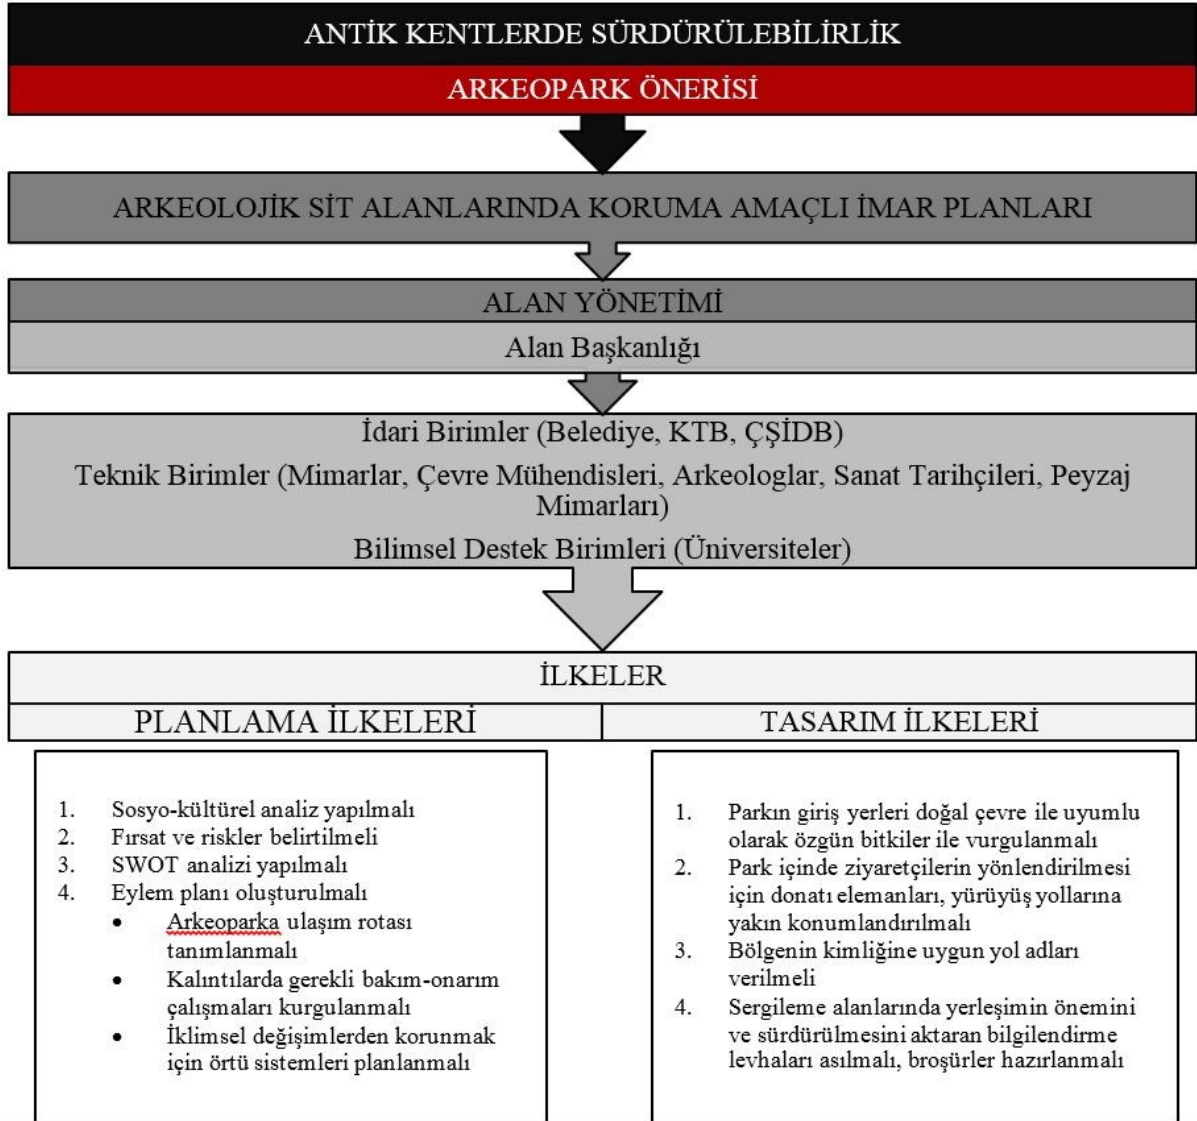 ANTİK KENTLERDE SÜRDÜRÜLEBİLİRLİK
ARKEOPARK ÖNERİSİ
ARKEOLOJİK SİT ALANLARINDA KORUMA AMAÇLI İMAR PLANLARI
ALAN YÖNETİMİ
Alan Başkanlığı
İdari Birimler (Belediye, KTB, ÇŞİDB)
Teknik Birimler (Mimarlar, Çevre Mühendisleri, Arkeologlar, Sanat Tarihçileri, Peyzaj
Mimarları)
Bilimsel Destek Birimleri (Üniversiteler)
İLKELER
PLANLAMA İLKELERİ
1. Sosyo-kültürel analiz yapılmalı
2. Fırsat ve riskler belirtilmeli
3. SWOT analizi yapılmalı
4. Eylem planı oluşturulmalı
• Arkeoparka ulaşım rotası
tanımlanmalı
• Kalıntılarda gerekli bakım-onarım
çalışmaları kurgulanmalı
• İklimsel değişimlerden korunmak
için örtü sistemleri planlanmalı
TASARIM İLKELERİ
1. Parkın giriş yerleri doğal çevre ile uyumlu
olarak özgün bitkiler ile vurgulanmalı
2. Park içinde ziyaretçilerin yönlendirilmesi
için donatı elemanları, yürüyüş yollarına
yakın konumlandırılmalı
3. Bölgenin kimliğine uygun yol adları
verilmeli
4. Sergileme alanlarında yerleşimin önemini
ve sürdürülmesini aktaran bilgilendirme
levhaları asılmalı, broşürler hazırlanmalı